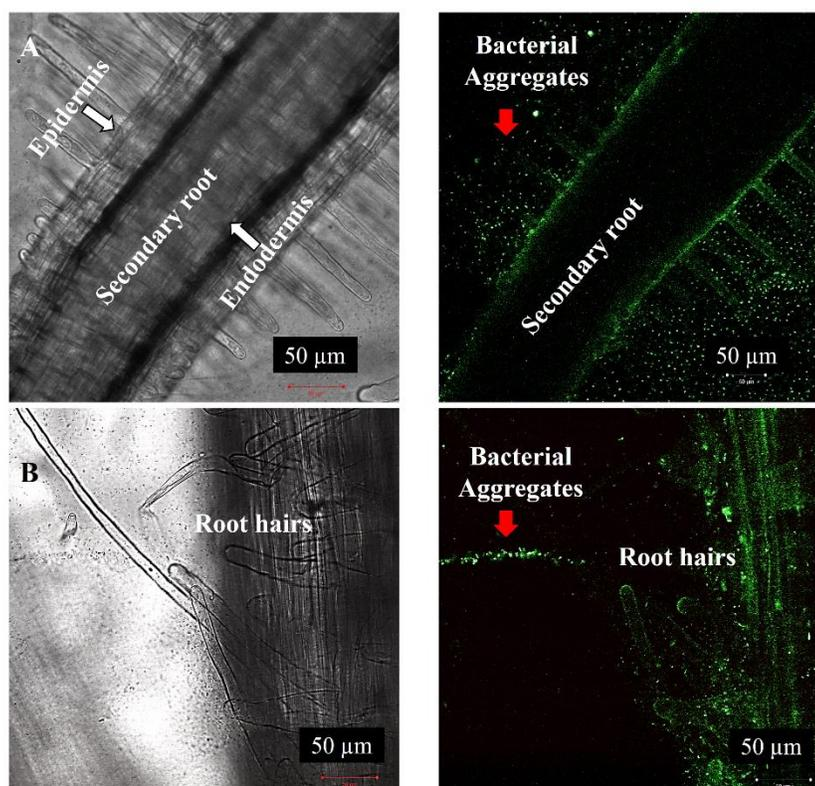 A
Epidermis
Secondary root
Endodermis
50 µm
Bacterial
Aggregates
Secondary root
50 µm
B
Root hairs
50 µm
Bacterial
Aggregates
Root hairs
50 µm